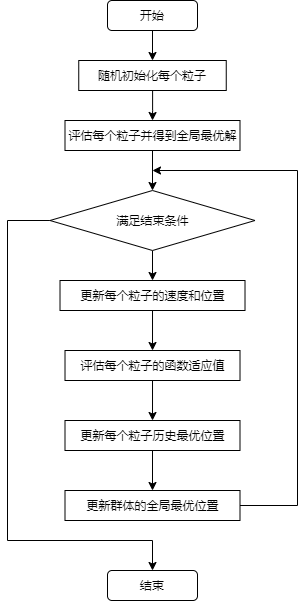 开始
随机初始化每个粒子
评估每个粒子并得到全局最优解
满足结束条件
更新每个粒子的速度和位置
评估每个粒子的函数适应值
更新每个粒子历史最优位置
更新群体的全局最优位置
结束